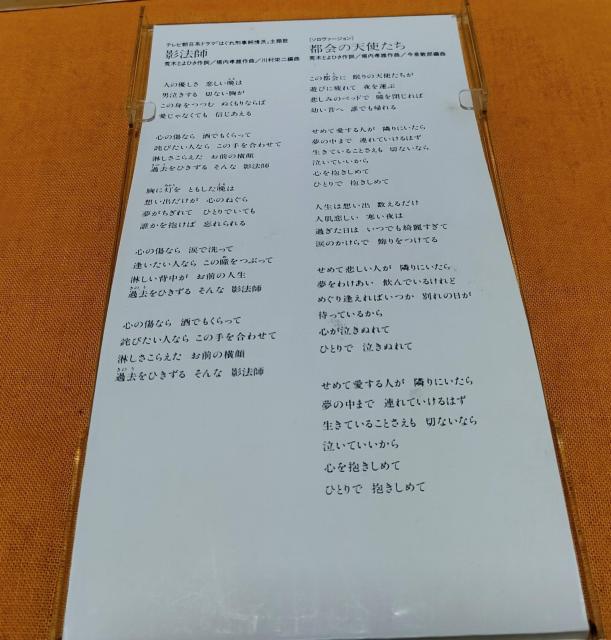 テレビ朝日系ドラマ「はぐれ刑事純情派」主題歌
影法師
荒木とよひさ作詞/堀内孝雄作曲/川村栄二編曲
人の優しさ 恋しい晩は
男泣きする 切ない胸が
この身をつつむ ぬくもりならば
愛じゃなくても 信じあえる
心の傷なら 酒でもくらって
詫びたい人なら この手を合わせて
淋しさこらえた お前の横顔
過去をひきずる そんな 影法師
胸に灯を ともした晩は
想い出だけが 心のねぐら
夢がちぎれて ひとりでいても
誰かを抱けば 忘れられる
心の傷なら 涙で洗って
逢いたい人なら この瞳をつぶって
淋しい背中が お前の人生
過去をひきずる そんな 影法師
心の傷なら 酒でもくらって
詫びたい人なら この手を合わせて
淋しさこらえた お前の横顔
過去をひきずる そんな 影法師
[ソロヴァージョン]
都会の天使たち
荒木とよひさ作詞/堀内孝雄作曲/今泉敏郎編曲
この都会に 眠りの天使たちが
遊びに疲れて 夜を運ぶ
悲しみのベッドで 瞳を閉じれば
幼い昔へ 誰でも帰れる
せめて愛する人が 隣りにいたら
夢の中まで 連れていけるはず
生きていることさえも 切ないなら
泣いていいから
心を抱きしめて
ひとりで 抱きしめて
人生は想い出 数えるだけ
人肌恋しい 寒い夜は
過ぎた日は いつでも綺麗すぎて
涙のかけらで 飾りをつけてる
せめて悲しい人が 隣りにいたら
夢をわけあい 飲んでいるけれど
めぐり逢えればいつか 別れの日が
待っているから
心が泣きぬれて
ひとりで 泣きぬれて
せめて愛する人が 隣りにいたら
夢の中まで 連れていけるはず
生きていることさえも 切ないなら
泣いていいから
心を抱きしめて
ひとりで 抱きしめて